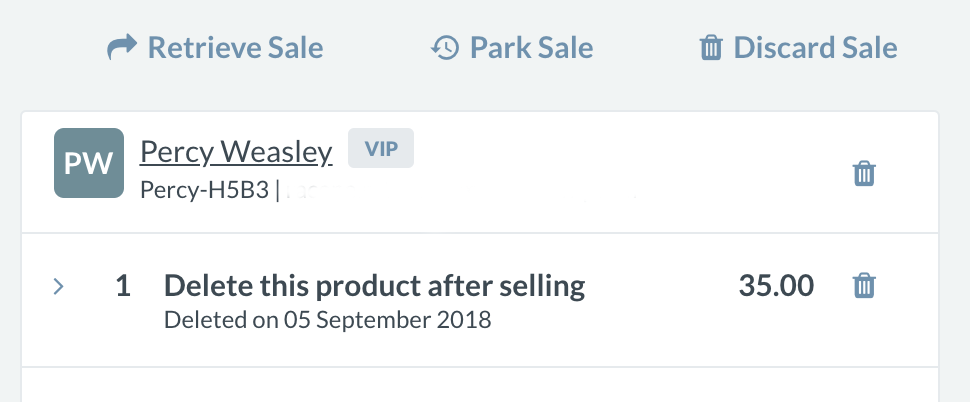 Retrieve Sale Park Sale Discard Sale
PW Percy Weasley VIP
Percy-H5B3 |
1 Delete this product after selling 35.00
Deleted on 05 September 2018